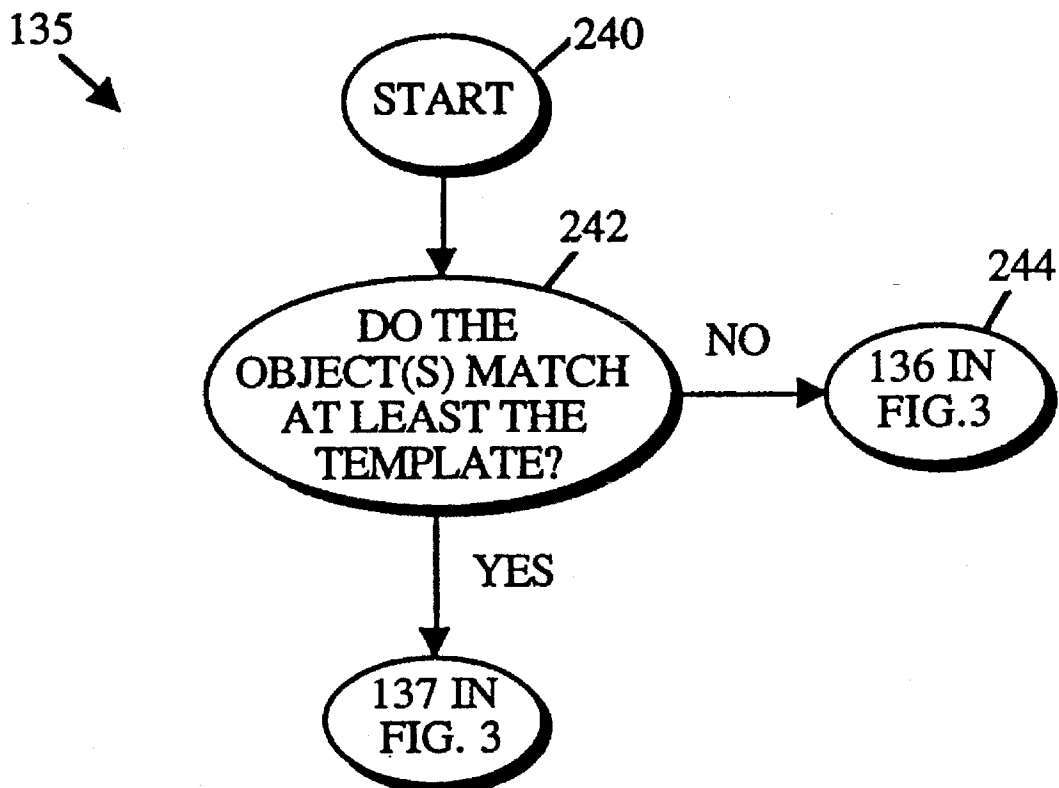 135
240
START
242
244
DO THE
OBJECT(S) MATCH
AT LEAST THE
TEMPLATE?
NO
136 IN
FIG.3
YES
137 IN
FIG. 3